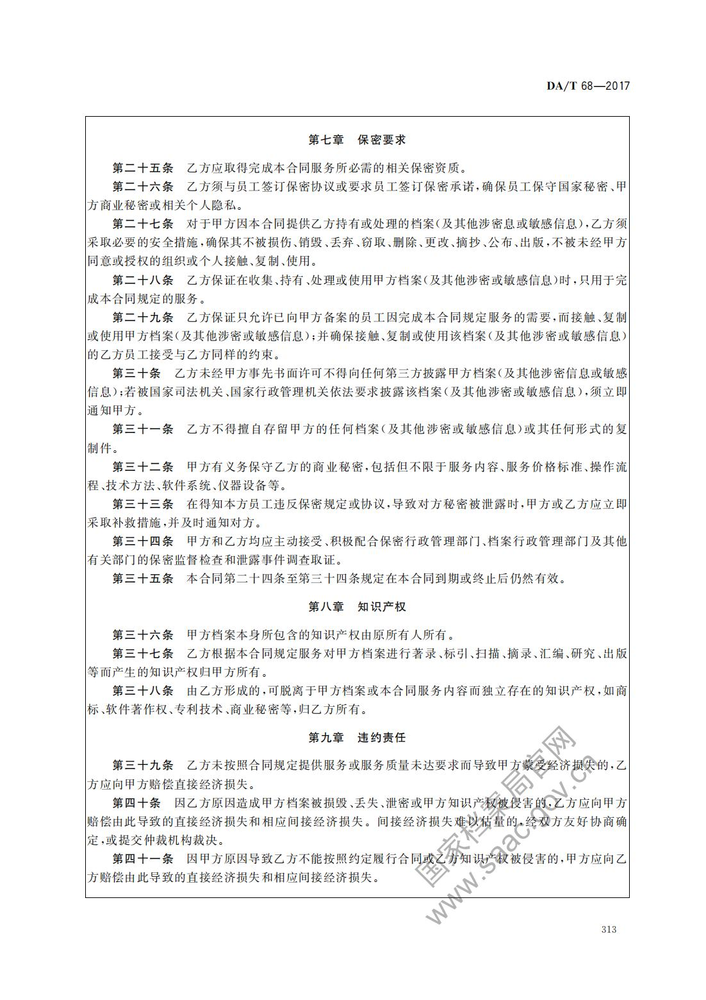 DA/T 68—2017
第七章　保密要求
第二十五条　乙方应取得完成本合同服务所必需的相关保密资质。
第二十六条　乙方须与员工签订保密协议或要求员工签订保密承诺,确保员工保守国家秘密、甲
方商业秘密或相关个人隐私。
第二十七条　对于甲方因本合同提供乙方持有或处理的档案(及其他涉密息或敏感信息),乙方须
采取必要的安全措施,确保其不被损伤、销毁、丢弃、窃取、删除、更改、摘抄、公布、出版,不被未经甲方
同意或授权的组织或个人接触、复制、使用。
第二十八条　乙方保证在收集、持有、处理或使用甲方档案(及其他涉密或敏感信息)时,只用于完
成本合同规定的服务。
第二十九条　乙方保证只允许已向甲方备案的员工因完成本合同规定服务的需要,而接触、复制
或使用甲方档案(及其他涉密或敏感信息);并确保接触、复制或使用该档案(及其他涉密或敏感信息)
的乙方员工接受与乙方同样的约束。
第三十条　乙方未经甲方事先书面许可不得向任何第三方披露甲方档案(及其他涉密信息或敏感
信息);若被国家司法机关、国家行政管理机关依法要求披露该档案(及其他涉密或敏感信息),须立即
通知甲方。
第三十一条　乙方不得擅自存留甲方的任何档案(及其他涉密或敏感信息)或其任何形式的复
制件。
第三十二条　甲方有义务保守乙方的商业秘密,包括但不限于服务内容、服务价格标准、操作流
程、技术方法、软件系统、仪器设备等。
第三十三条　在得知本方员工违反保密规定或协议,导致对方秘密被泄露时,甲方或乙方应立即
采取补救措施,并及时通知对方。
第三十四条　甲方和乙方均应主动接受、积极配合保密行政管理部门、档案行政管理部门及其他
有关部门的保密监督检查和泄露事件调查取证。
第三十五条　本合同第二十四条至第三十四条规定在本合同到期或终止后仍然有效。
第八章　知识产权
第三十六条　甲方档案本身所包含的知识产权由原所有人所有。
第三十七条　乙方根据本合同规定服务对甲方档案进行著录、标引、扫描、摘录、汇编、研究、出版
等而产生的知识产权归甲方所有。
第三十八条　由乙方形成的,可脱离于甲方档案或本合同服务内容而独立存在的知识产权,如商
标、软件著作权、专利技术、商业秘密等,归乙方所有。
第九章　违约责任
第三十九条　乙方未按照合同规定提供服务或服务质量未达要求而导致甲方蒙受经济损失的,乙
方应向甲方赔偿直接经济损失。
第四十条　因乙方原因造成甲方档案被损毁、丢失、泄密或甲方知识产权被侵害的,乙方应向甲方
赔偿由此导致的直接经济损失和相应间接经济损失。间接经济损失难以估量的,经双方友好协商确
定,或提交仲裁机构裁决。
第四十一条　因甲方原因导致乙方不能按照约定履行合同或乙方知识产权被侵害的,甲方应向乙
方赔偿由此导致的直接经济损失和相应间接经济损失。
国家档案局官网
www.saac.gov.cn
313